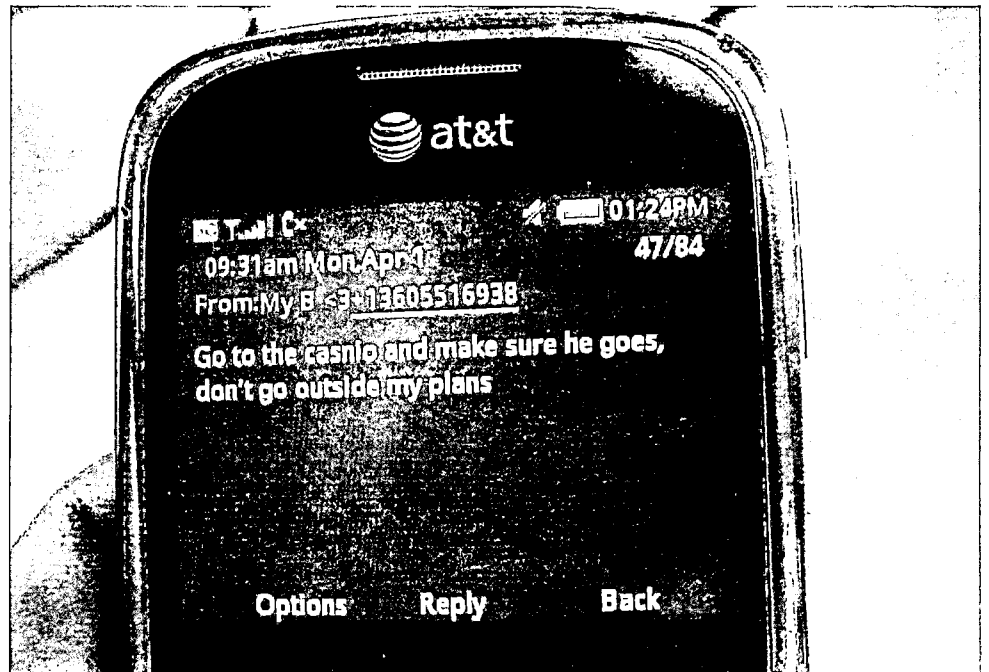 at&t
01:24PM
47/84
09:31am Mon,Apr
From:My B <3+13605516938
Go to the casnio and make sure he goes,
don't go outside my plans
Options Reply Back